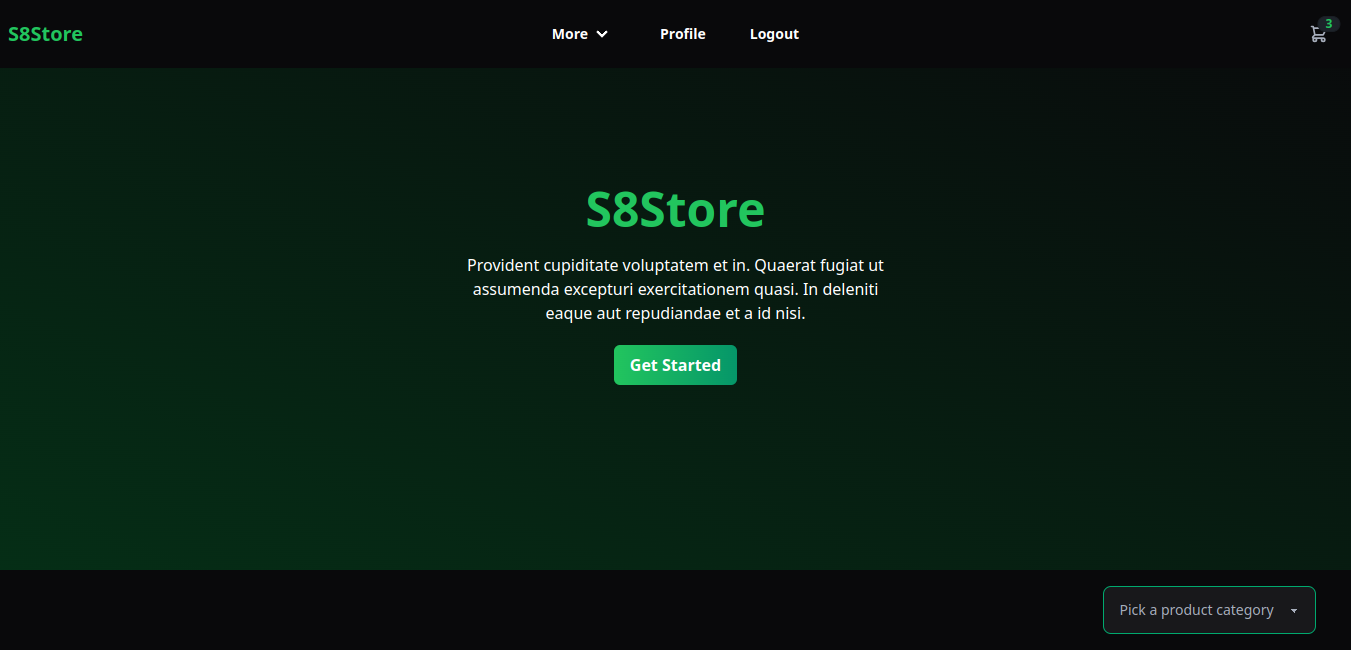 S8Store
More
Profile
Logout
3
S8Store
Provident cupiditate voluptatem et in. Quaerat fugiat ut
assumenda excepturi exercitationem quasi. In deleniti
eaque aut repudiandae et a id nisi.
Get Started
Pick a product category